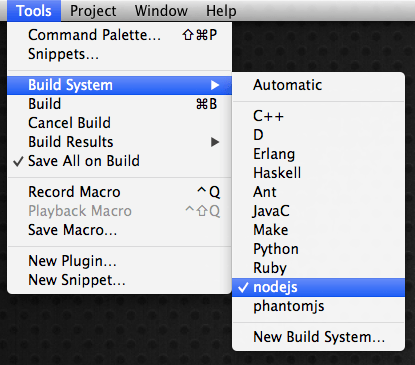 Tools Project Window Help
Command Palette... ⇧⌘P
Snippets...
Build System ▶
Build ⌘B
Cancel Build
Build Results ▶
✓ Save All on Build
Record Macro ^Q
Playback Macro ^⇧Q
Save Macro...
New Plugin...
New Snippet...
Automatic
C++
D
Erlang
Haskell
Ant
JavaC
Make
Python
Ruby
✓ nodejs
phantomjs
New Build System...